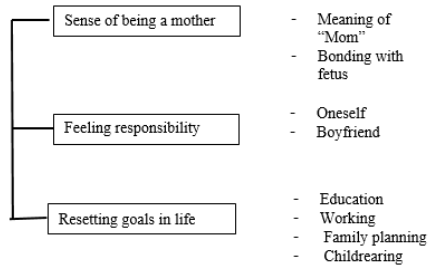 Sense of being a mother
- Meaning of
“Mom”
- Bonding with
fetus
Feeling responsibility
- Oneself
- Boyfriend
Resetting goals in life
- Education
- Working
- Family planning
- Childrearing